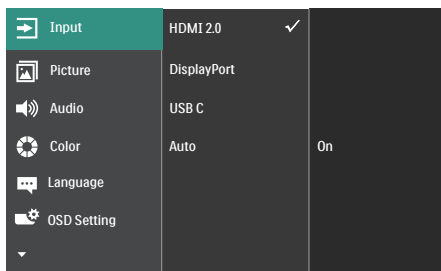 Input
HDMI 2.0
Picture
DisplayPort
Audio
USB C
Color
Auto
On
Language
OSD Setting